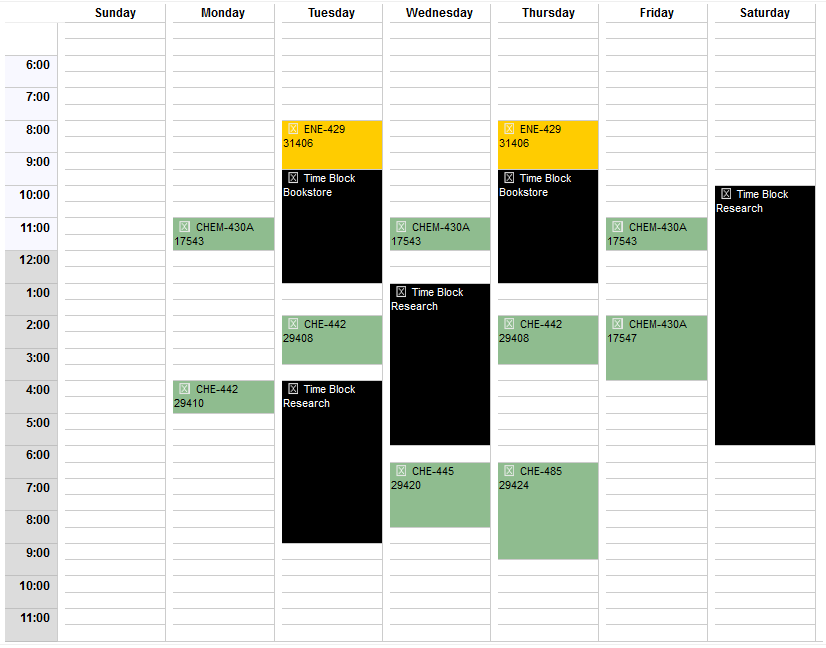 Sunday Monday Tuesday Wednesday Thursday Friday Saturday
6:00
7:00
8:00
ENE-429 ENE-429
31406 31406
9:00
Time Block Time Block
Bookstore Bookstore
10:00
Time Block
Research
11:00
CHEM-430A CHEM-430A CHEM-430A
17543 17543 17543
12:00
1:00
Time Block
Research
2:00
CHE-442 CHE-442 CHEM-430A
29408 29408 17547
3:00
4:00
CHE-442 Time Block
29410 Research
5:00
6:00
CHE-445 CHE-485
29420 29424
7:00
8:00
9:00
10:00
11:00